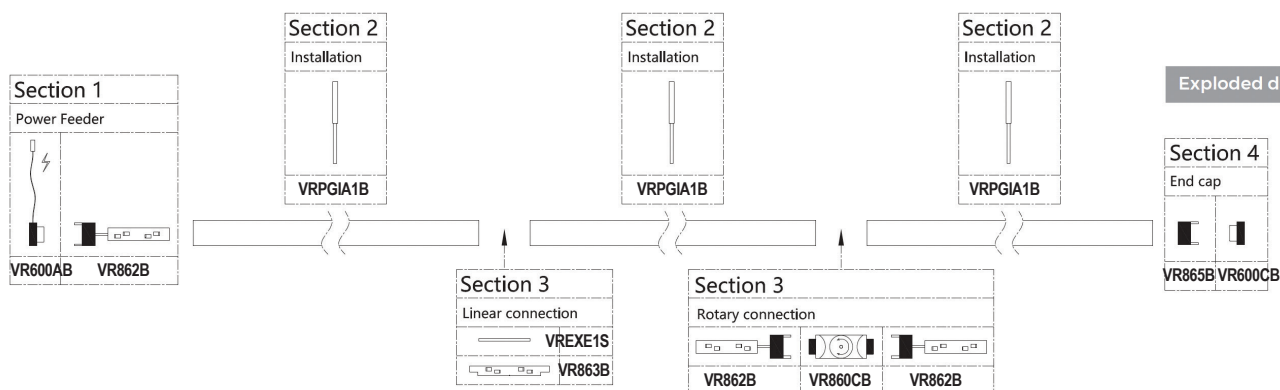 Section 1
Power Feeder
VR600AB VR862B
Section 2
Installation
VRPGIA1B
Section 2
Installation
VRPGIA1B
Section 2
Installation
VRPGIA1B
Exploded d
Section 4
End cap
VR865B VR600CB
Section 3
Linear connection
VREXE1S
VR863B
Section 3
Rotary connection
VR862B VR860CB VR862B